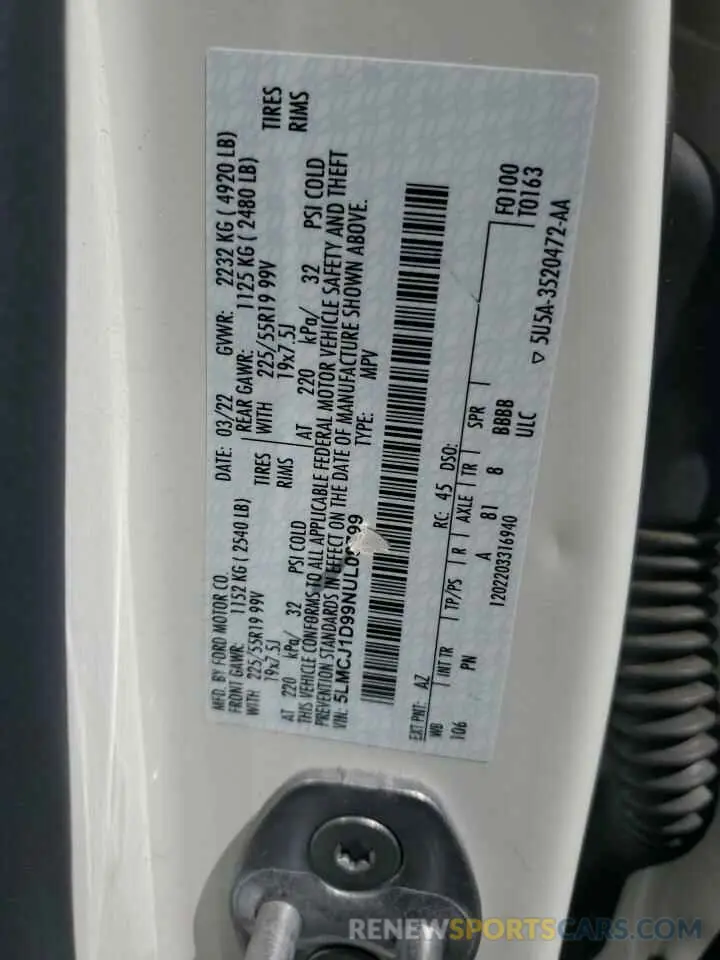 MFD. BY FORD MOTOR CO.
DATE: 03/22 GVWR: 2232 KG ( 4920 LB)
FRONT GAWR: 1152 KG ( 2540 LB) REAR GAWR: 1125 KG ( 2480 LB)
WITH 225/55R19 99V TIRES WITH 225/55R19 99V TIRES
19x7.5J RIMS 19x7.5J RIMS
AT 220 kPa/ 32 PSI COLD AT 220 kPa/ 32 PSI COLD
THIS VEHICLE CONFORMS TO ALL APPLICABLE FEDERAL MOTOR VEHICLE SAFETY AND THEFT
PREVENTION STANDARDS IN EFFECT ON THE DATE OF MANUFACTURE SHOWN ABOVE.
VIN: TYPE: MPV
EXT PNT: AZ RC: 45 DSO: F0100
T0163
WB INT TR TP/PS R AXLE TR SPR
106 PN A 81 8 BBBB
1202203316940 ULC ▽ 5U5A-3520472-AA
RENEWSPORTSCARS.COM